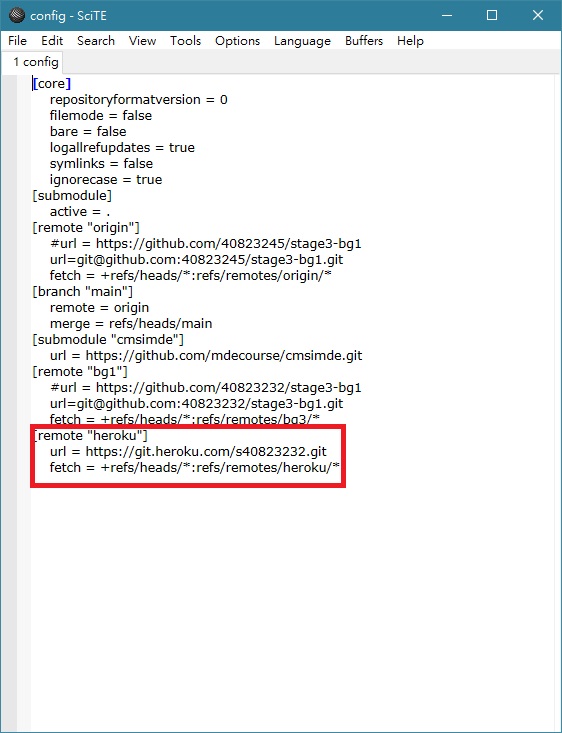 config - SciTE
File Edit Search View Tools Options Language Buffers Help
1 config
[core]
repositoryformatversion = 0
filemode = false
bare = false
logallrefupdates = true
symlinks = false
ignorecase = true
[submodule]
active = .
[remote "origin"]
#url = https://github.com/40823245/stage3-bg1
url=git@github.com:40823245/stage3-bg1.git
fetch = +refs/heads/*:refs/remotes/origin/*
[branch "main"]
remote = origin
merge = refs/heads/main
[submodule "cmsimde"]
url = https://github.com/mdecourse/cmsimde.git
[remote "bg1"]
#url = https://github.com/40823232/stage3-bg1
url=git@github.com:40823232/stage3-bg1.git
fetch = +refs/heads/*:refs/remotes/bg3/*
[remote "heroku"]
url = https://git.heroku.com/s40823232.git
fetch = +refs/heads/*:refs/remotes/heroku/*